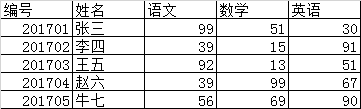 编号 姓名 语文 数学 英语
201701 张三 99 51 30
201702 李四 39 15 91
201703 王五 92 13 51
201704 赵六 39 99 67
201705 牛七 56 69 90